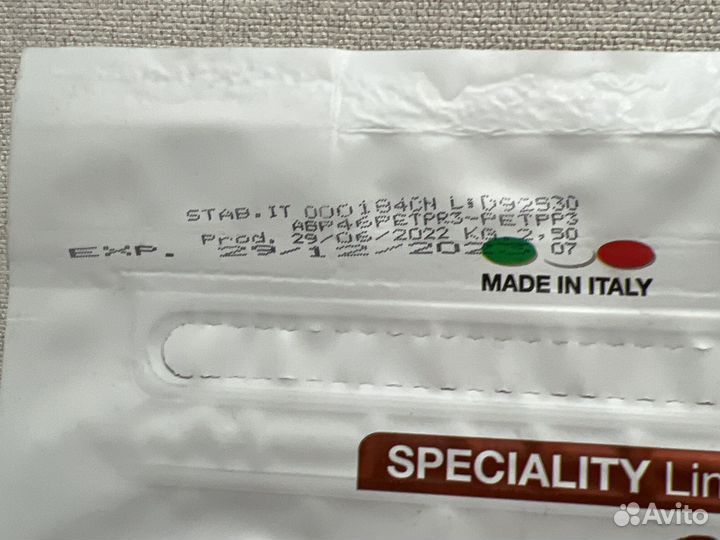 STAB.IT 000184CN L:D92530
ABP46PETPR3-PETPP3
Prod. 29/06/2022 KG 2,50
EXP. 29/12/202 07
MADE IN ITALY
SPECIALITY Lin
Avito